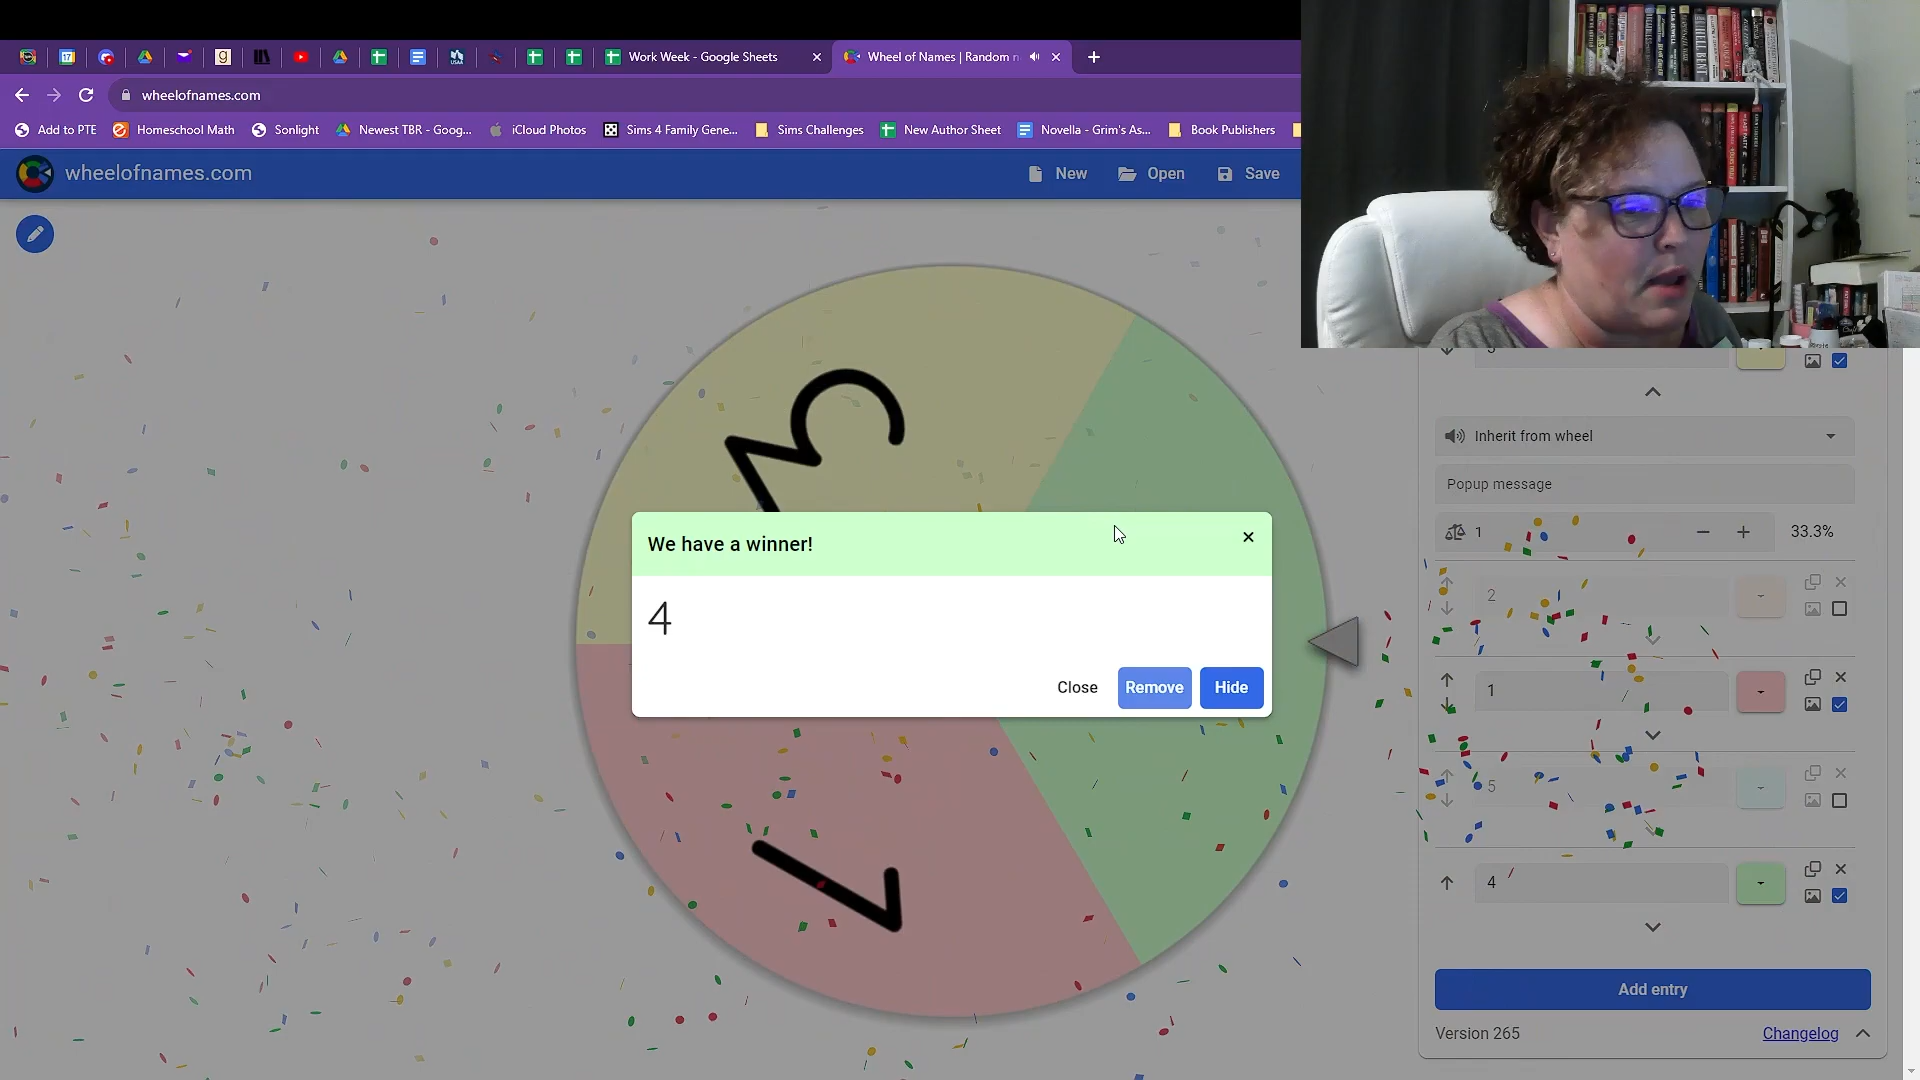 Work Week - Google Sheets
Wheel of Names | Random n
wheelofnames.com
Add to PTE
Homeschool Math
Sonlight
Newest TBR - Goog...
iCloud Photos
Sims 4 Family Gene...
Sims Challenges
New Author Sheet
Novella - Grim's As...
Book Publishers
wheelofnames.com
New
Open
Save
3
1
We have a winner!
4
Close
Remove
Hide
Inherit from wheel
Popup message
1
33.3%
2
1
5
4
Add entry
Version 265
Changelog